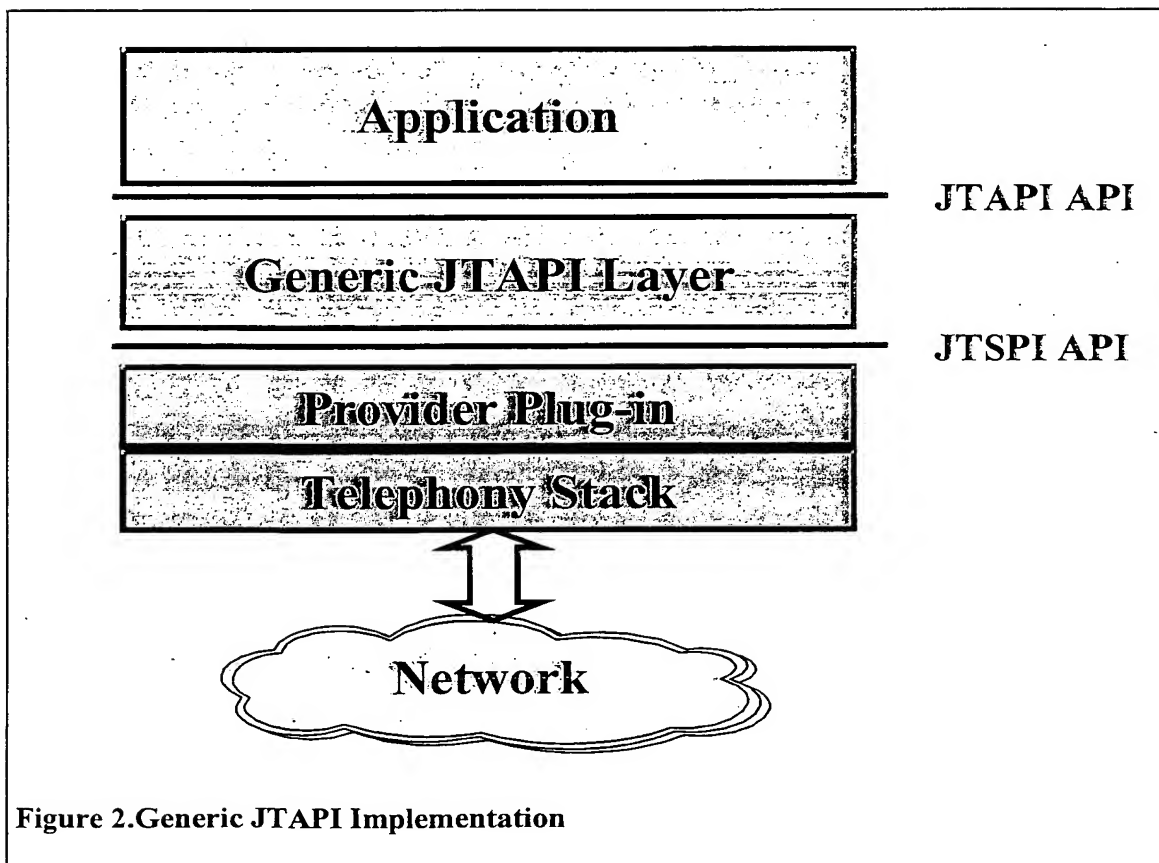 Application
JTAPI API
Generic JTAPI Layer
JTSPI API
Provider Plug-in
Telephony Stack
Network
Figure 2.Generic JTAPI Implementation